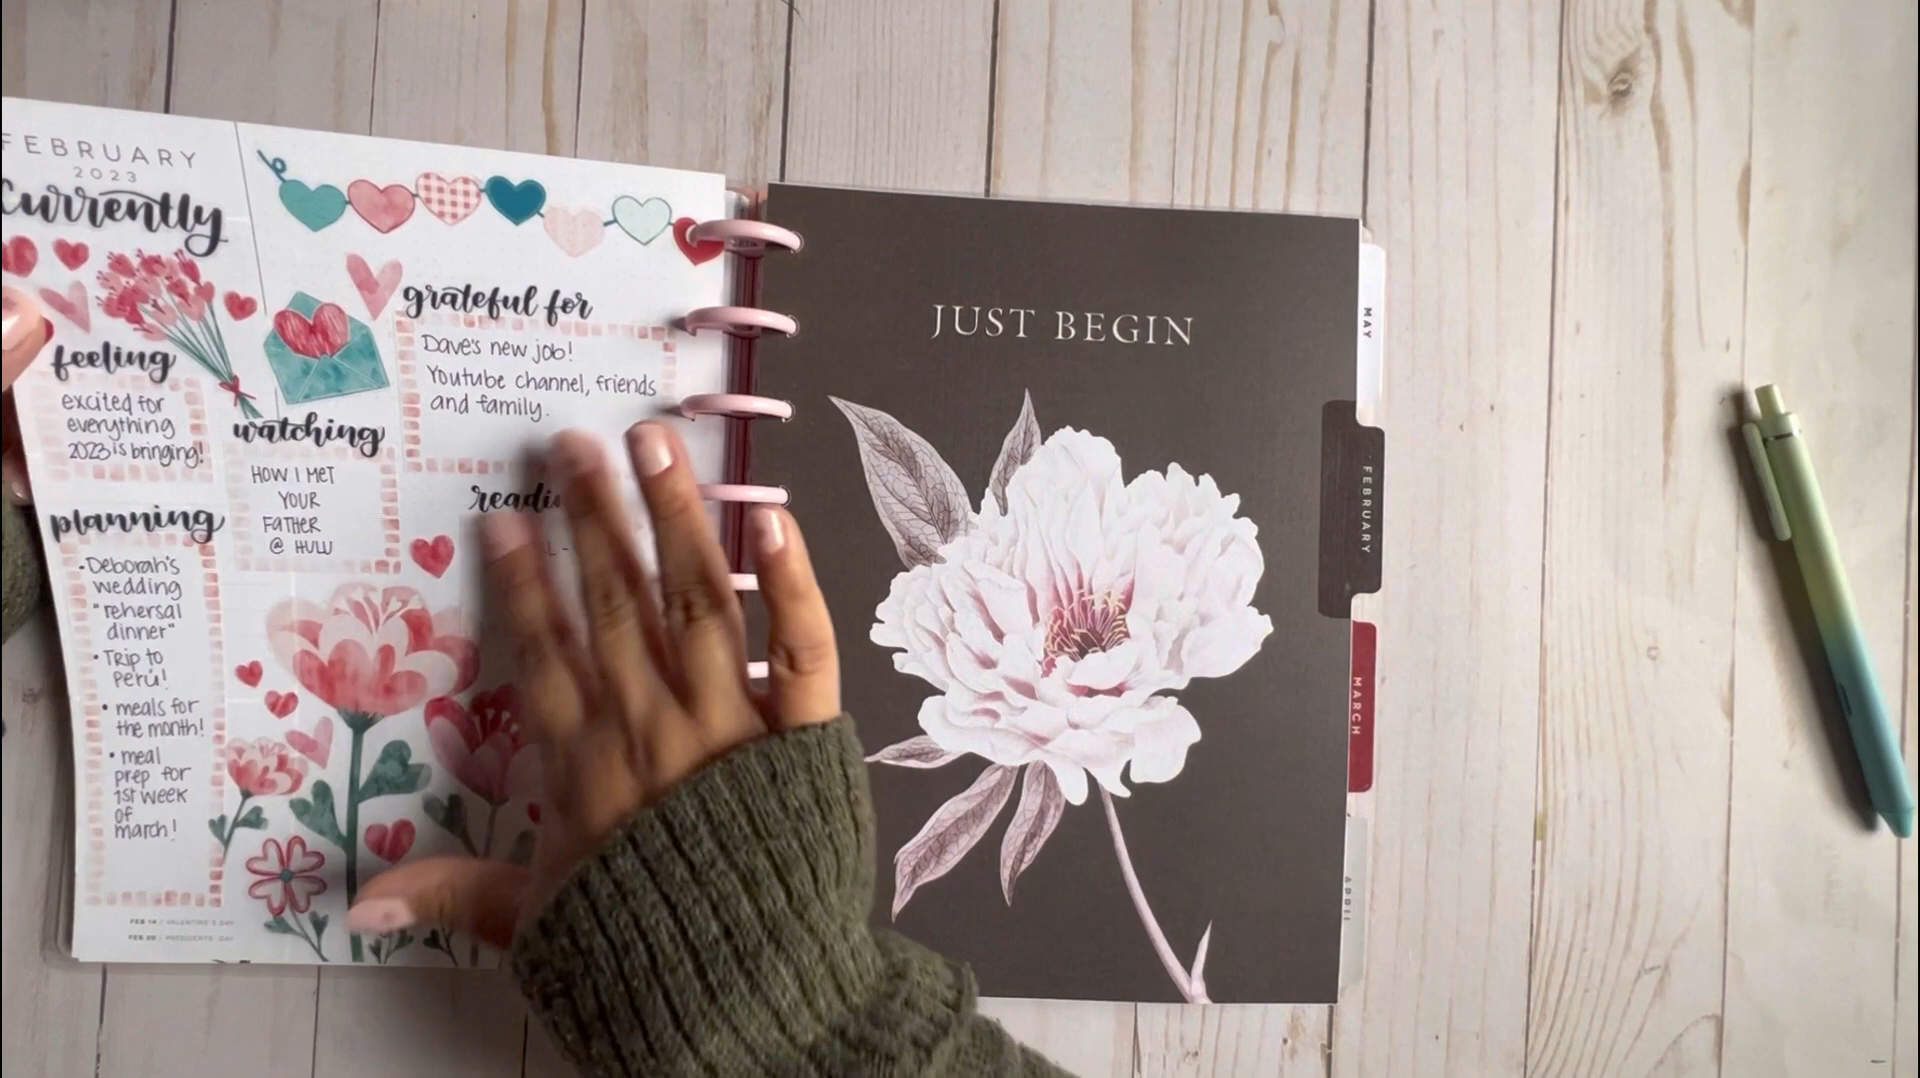 FEBRUARY
2023
Currently
feeling
excited for
everything
2023 is bringing!
planning
• Deborah's
wedding
"rehersal
dinner"
• Trip to
Perú!
• meals for
the month!
• meal
prep for
1st week
of
march!
FEB 14 / VALENTINE'S DAY
FEB 20 / PRESIDENTS' DAY
watching
HOW I MET
YOUR
FATHER
@ HULU
grateful for
Dave's new job!
Youtube channel, friends
and family.
JUST BEGIN
MAY
FEBRUARY
MARCH
APRIL